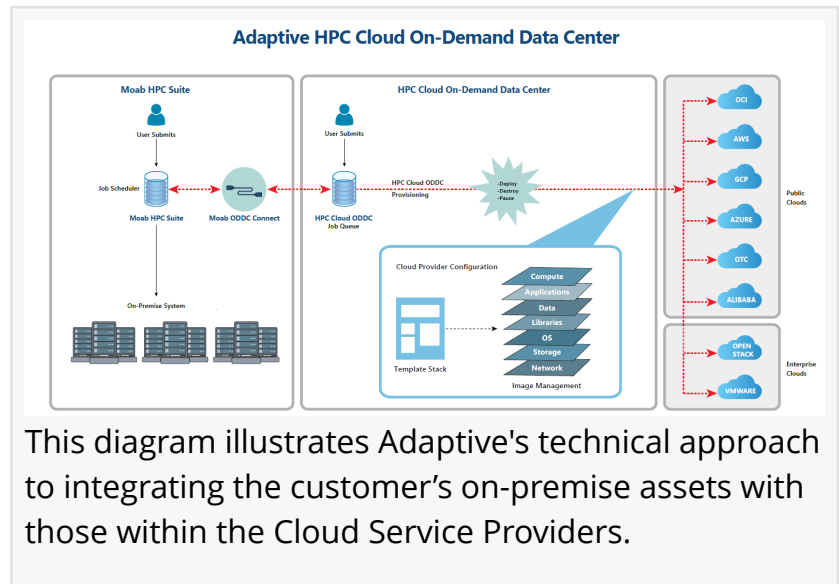 Adaptive HPC Cloud On-Demand Data Center
Moab HPC Suite
User Submits
Job Scheduler
Moab HPC Suite
Moab ODDC Connect
On-Premise System
HPC Cloud On-Demand Data Center
User Submits
HPC Cloud ODDC
Provisioning
-Deploy
-Destroy
-Pause
HPC Cloud ODDC
Job Queue
Cloud Provider Configuration
Template Stack
Compute
Applications
Data
Libraries
OS
Storage
Network
Image Management
OCI
AWS
GCP
AZURE
OTC
ALIBABA
Public
Clouds
OPEN
STACK
VMWARE
Enterprise
Clouds
This diagram illustrates Adaptive's technical approach
to integrating the customer’s on-premise assets with
those within the Cloud Service Providers.